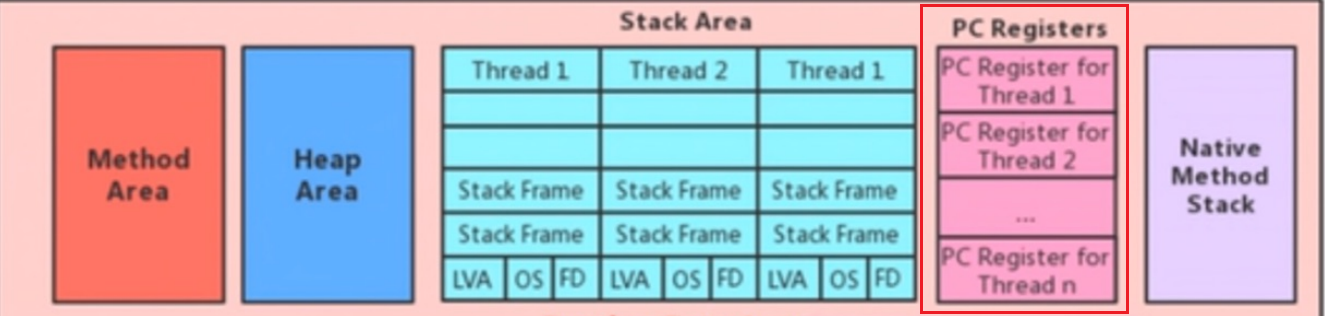 Stack Area
PC Registers
Method
Area
Heap
Area
Thread 1
Thread 2
Thread 1
Stack Frame
Stack Frame
Stack Frame
Stack Frame
Stack Frame
Stack Frame
LVA
OS
FD
LVA
OS
FD
LVA
OS
FD
PC Register for
Thread 1
PC Register for
Thread 2
...
PC Register for
Thread n
Native
Method
Stack